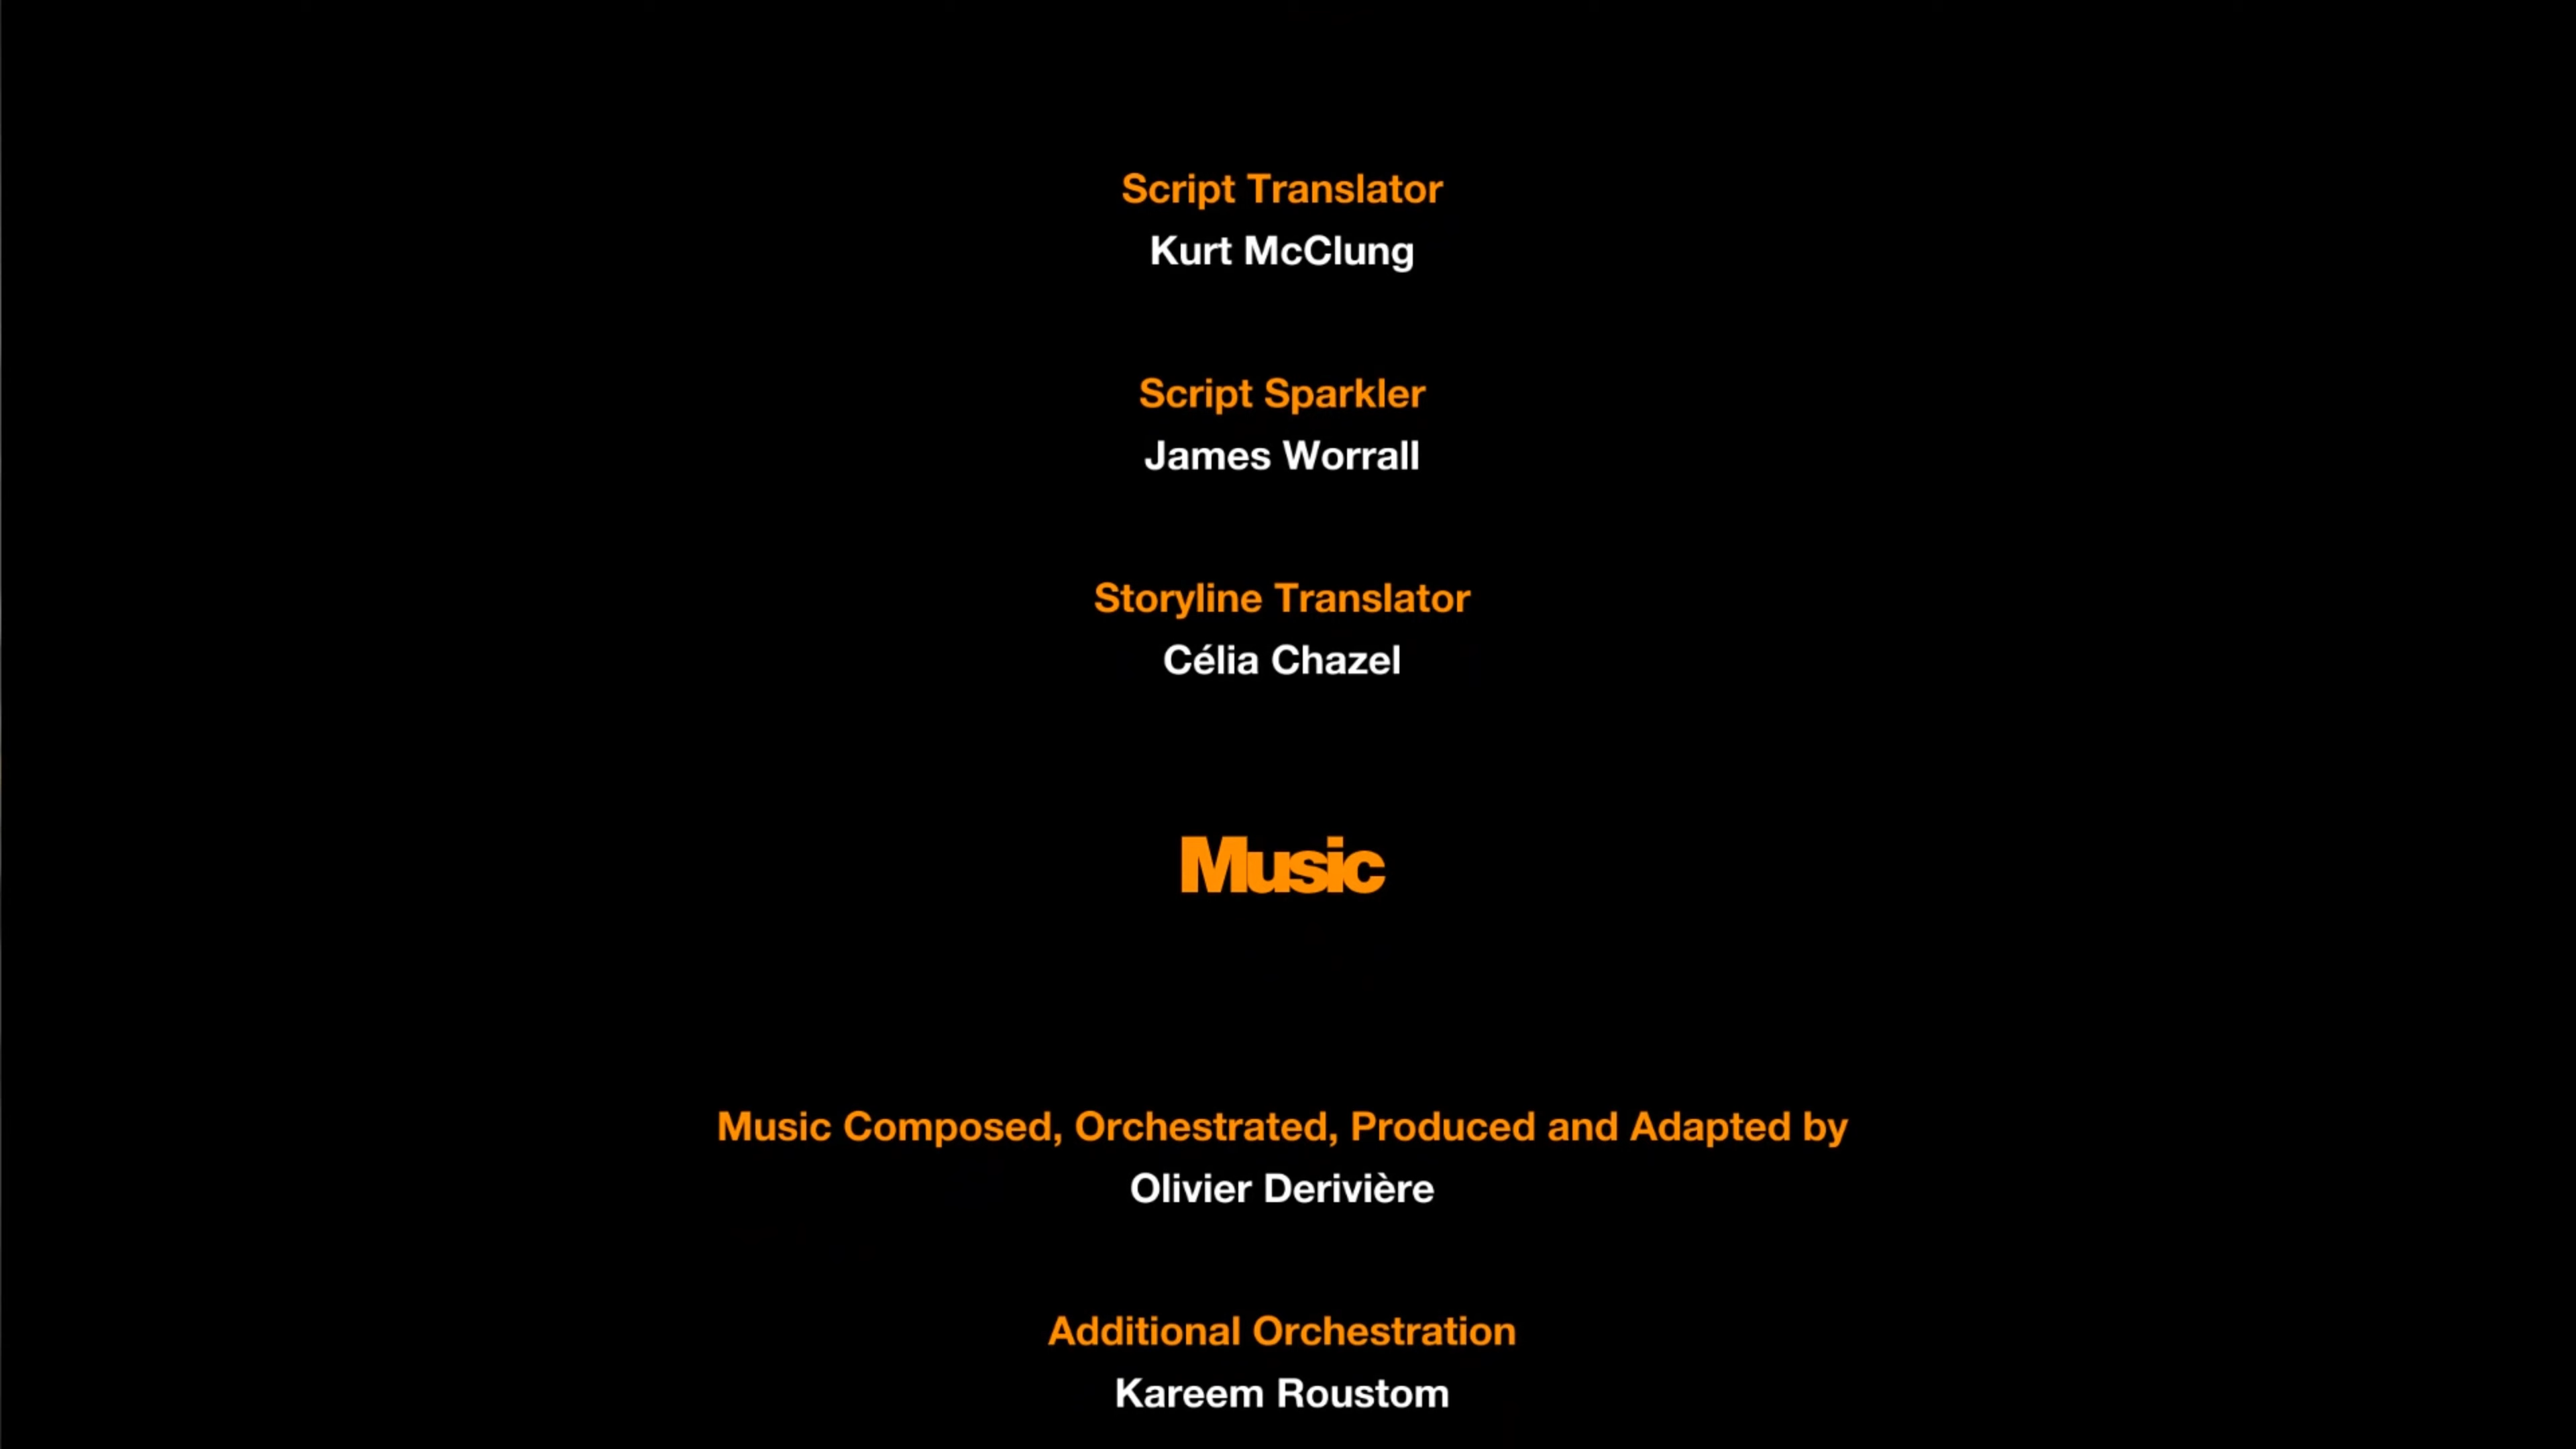 Script Translator
Kurt McClung
Script Sparkler
James Worrall
Storyline Translator
Célia Chazel
Music
Music Composed, Orchestrated, Produced and Adapted by
Olivier Derivière
Additional Orchestration
Kareem Roustom